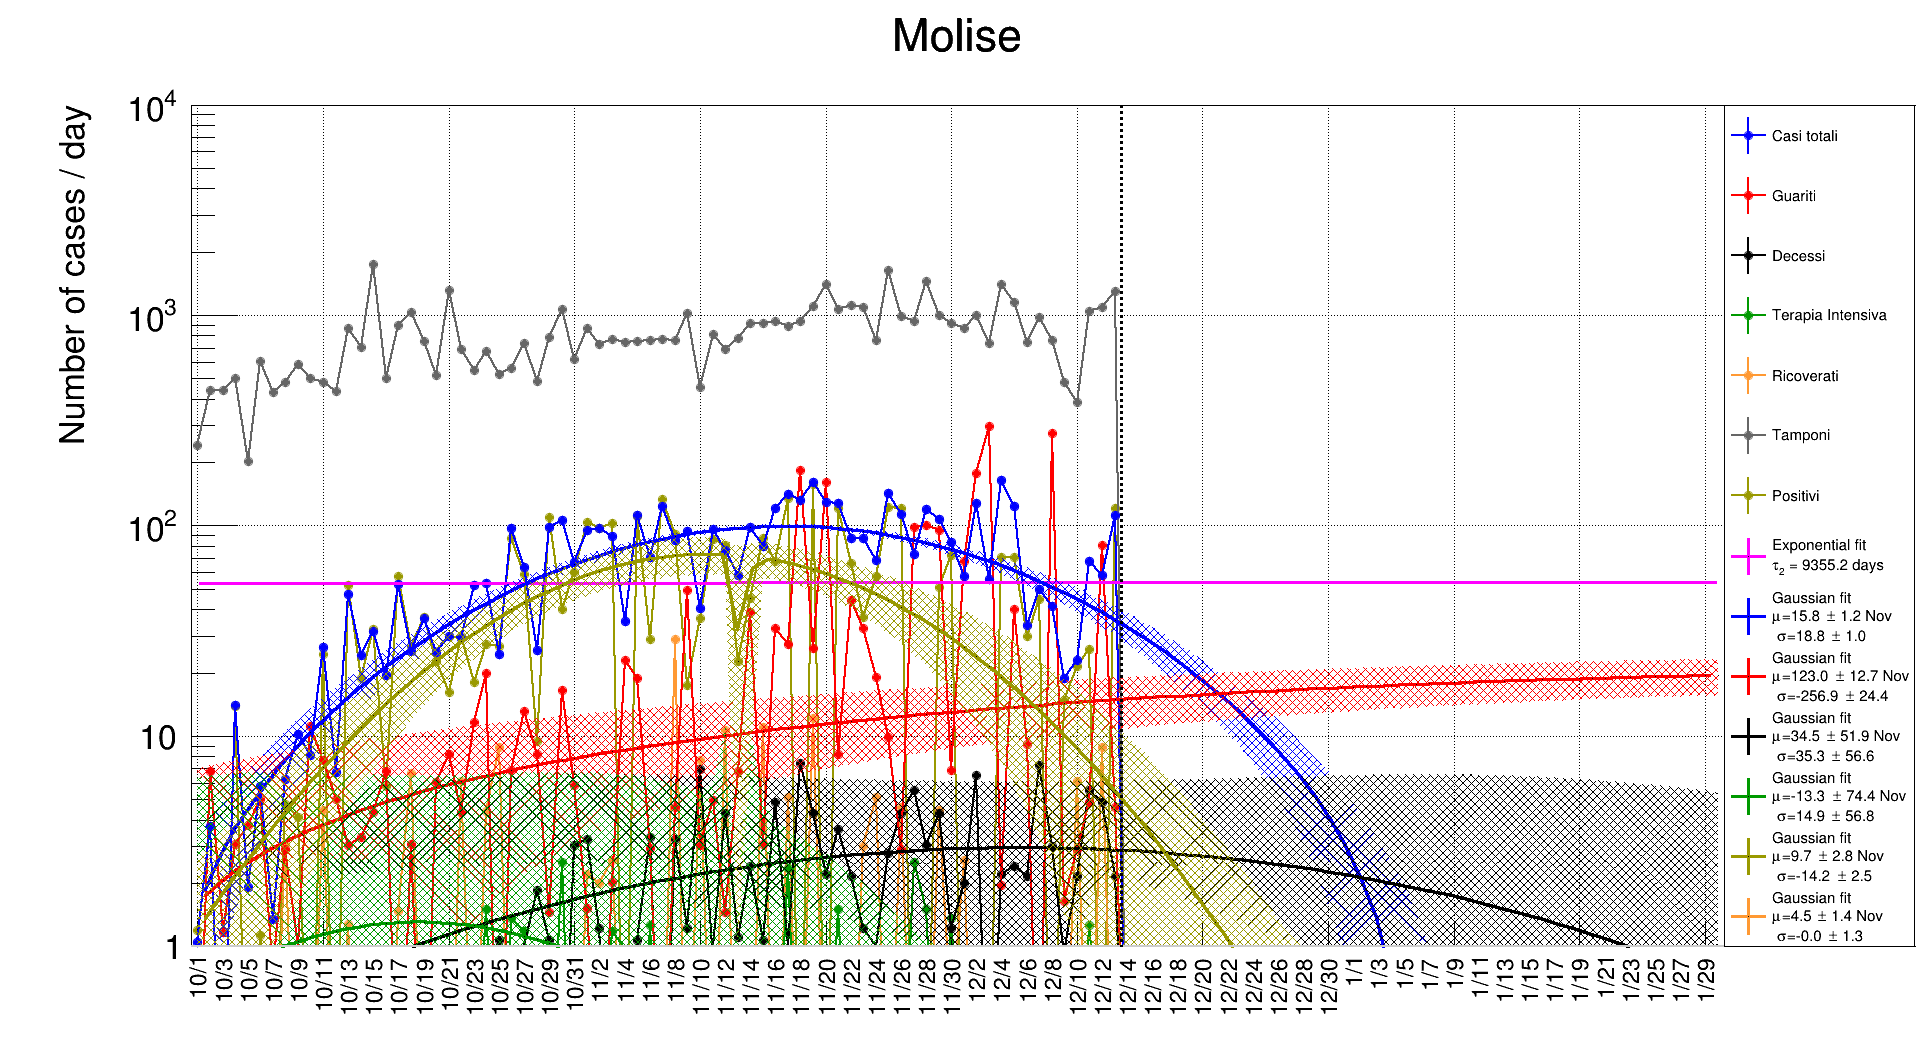 Molise
Number of cases / day
10^4
10^3
10^2
10
1
10/1
10/3
10/5
10/7
10/9
10/11
10/13
10/15
10/17
10/19
10/21
10/23
10/25
10/27
10/29
10/31
11/2
11/4
11/6
11/8
11/10
11/12
11/14
11/16
11/18
11/20
11/22
11/24
11/26
11/28
11/30
12/2
12/4
12/6
12/8
12/10
12/12
12/14
12/16
12/18
12/20
12/22
12/24
12/26
12/28
12/30
1/1
1/3
1/5
1/7
1/9
1/11
1/13
1/15
1/17
1/19
1/21
1/23
1/25
1/27
1/29
Casi totali
Guariti
Decessi
Terapia Intensiva
Ricoverati
Tamponi
Positivi
Exponential fit
τ₂ = 9355.2 days
Gaussian fit
μ=15.8 ± 1.2 Nov
σ=18.8 ± 1.0
Gaussian fit
μ=123.0 ± 12.7 Nov
σ=-256.9 ± 24.4
Gaussian fit
μ=34.5 ± 51.9 Nov
σ=35.3 ± 56.6
Gaussian fit
μ=-13.3 ± 74.4 Nov
σ=14.9 ± 56.8
Gaussian fit
μ=9.7 ± 2.8 Nov
σ=-14.2 ± 2.5
Gaussian fit
μ=4.5 ± 1.4 Nov
σ=-0.0 ± 1.3